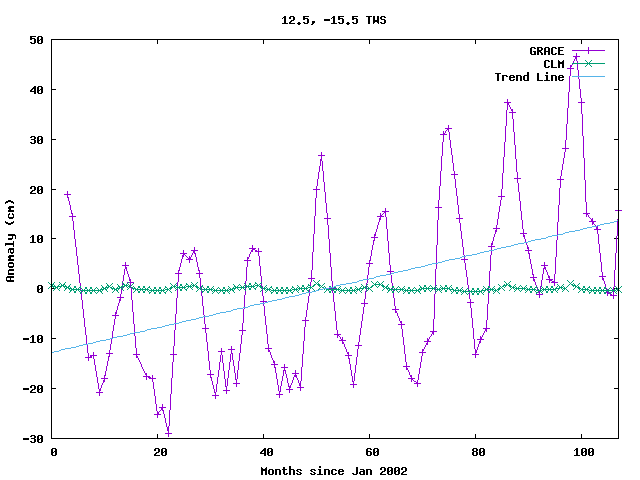 12.5, -15.5 TWS
50
40
30
20
10
0
-10
-20
-30
0 20 40 60 80 100
Anomaly (cm)
Months since Jan 2002
GRACE
CLM
Trend Line